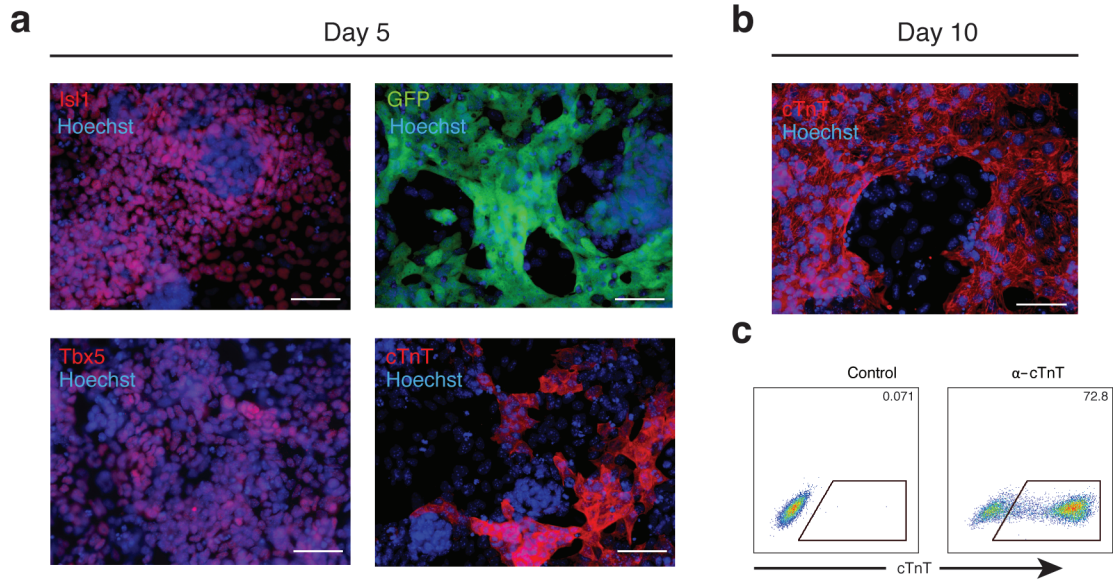 a
Day 5
Isl1
Hoechst
GFP
Hoechst
Tbx5
Hoechst
cTnT
Hoechst
b
Day 10
cTnT
Hoechst
c
Control
0.071
α-cTnT
72.8
cTnT